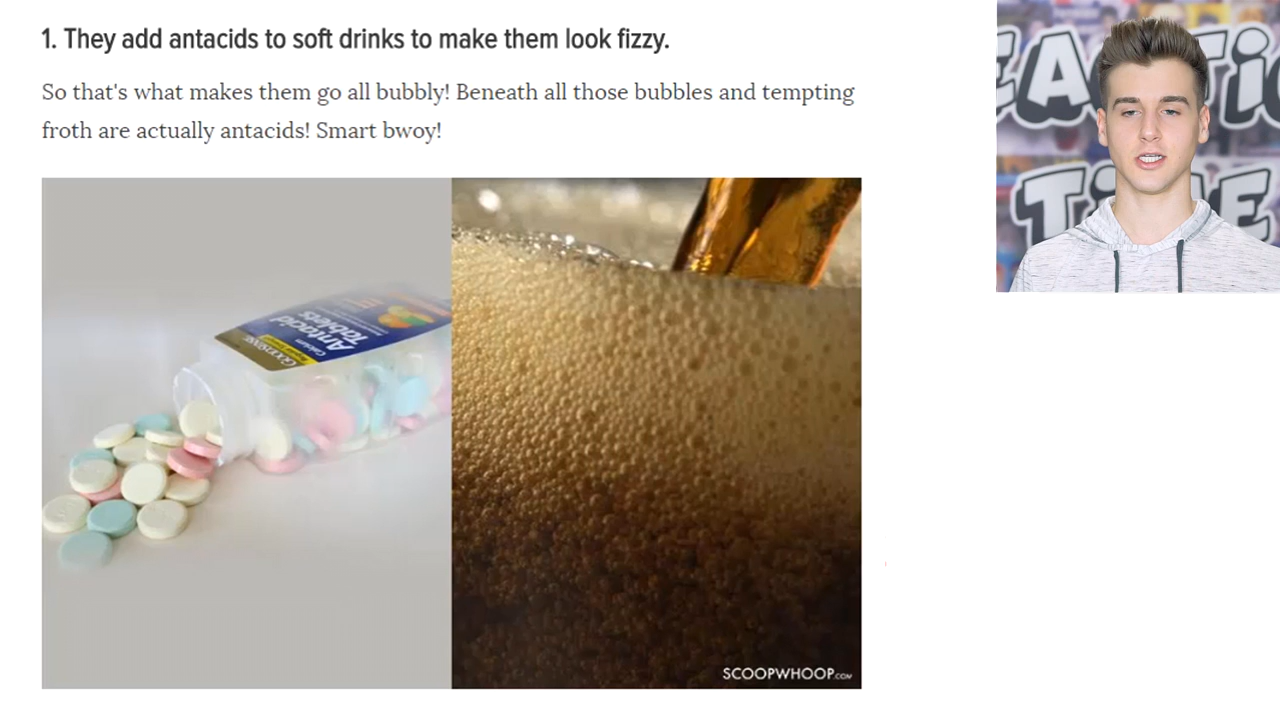 1. They add antacids to soft drinks to make them look fizzy.
So that's what makes them go all bubbly! Beneath all those bubbles and tempting
froth are actually antacids! Smart bwoy!
Antacid
Tablets
Calcium
SCOOPWHOOP.COM